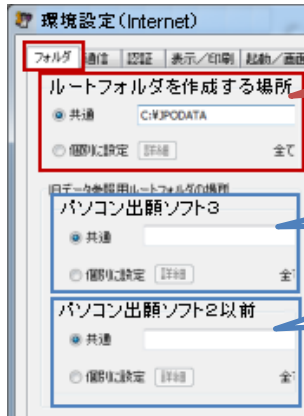 環境設定(Internet)
フォルダ 通信 認証 表示／印刷 起動／画面
ルートフォルダを作成する場所
共通 C:¥JPODATA
個別に設定 詳細 全て
旧データ参照用ルートフォルダの場所
パソコン出願ソフト3
共通
個別に設定 詳細 全
パソコン出願ソフト2以前
共通
個別に設定 詳細 全